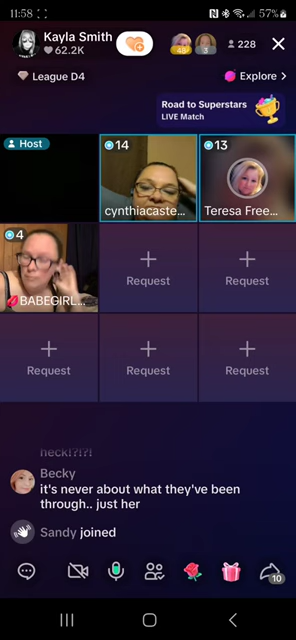 11:58
57%
Kayla Smith
62.2K
3
228
League D4
Explore >
Road to Superstars
LIVE Match
Host
14
cynthiacaste...
13
Teresa Free...
4
BABEGIRL...
Request
Request
Request
Request
Request
neck!?!?!
Becky
it's never about what they've been
through.. just her
Sandy joined
10